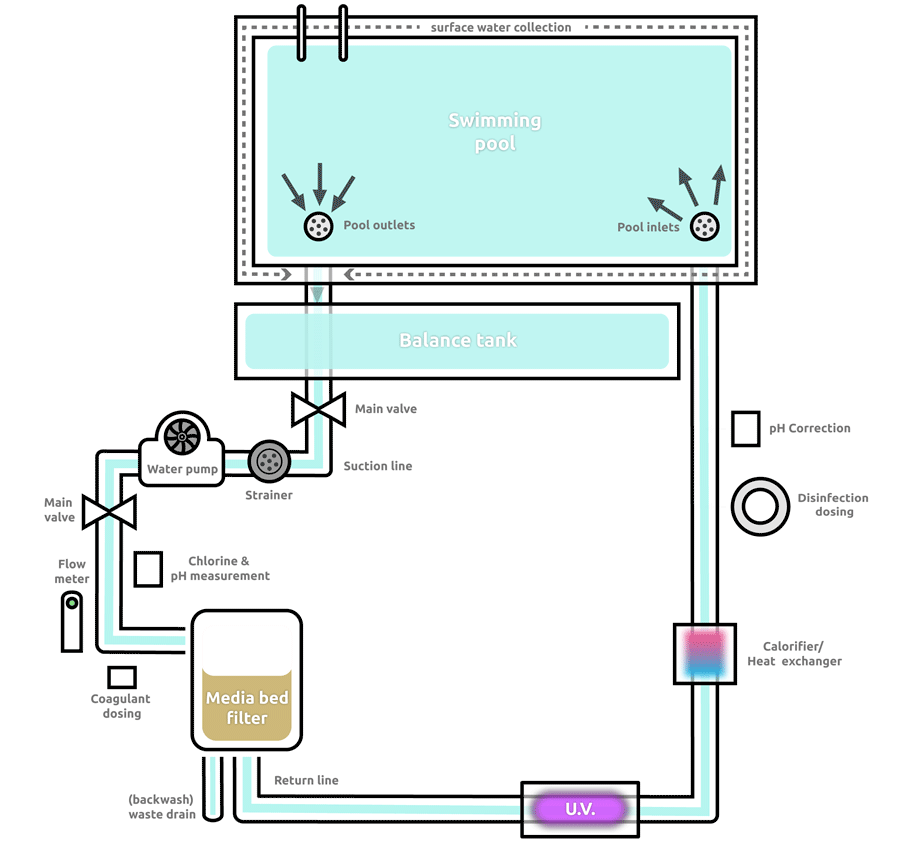 surface water collection
Swimming
pool
Pool outlets
Pool inlets
Balance tank
Main valve
pH Correction
Water pump
Suction line
Strainer
Main
valve
Disinfection
dosing
Flow
meter
Chlorine &
pH measurement
Calorifier/
Heat exchanger
Coagulant
dosing
Media bed
filter
Return line
(backwash)
waste drain
U.V.